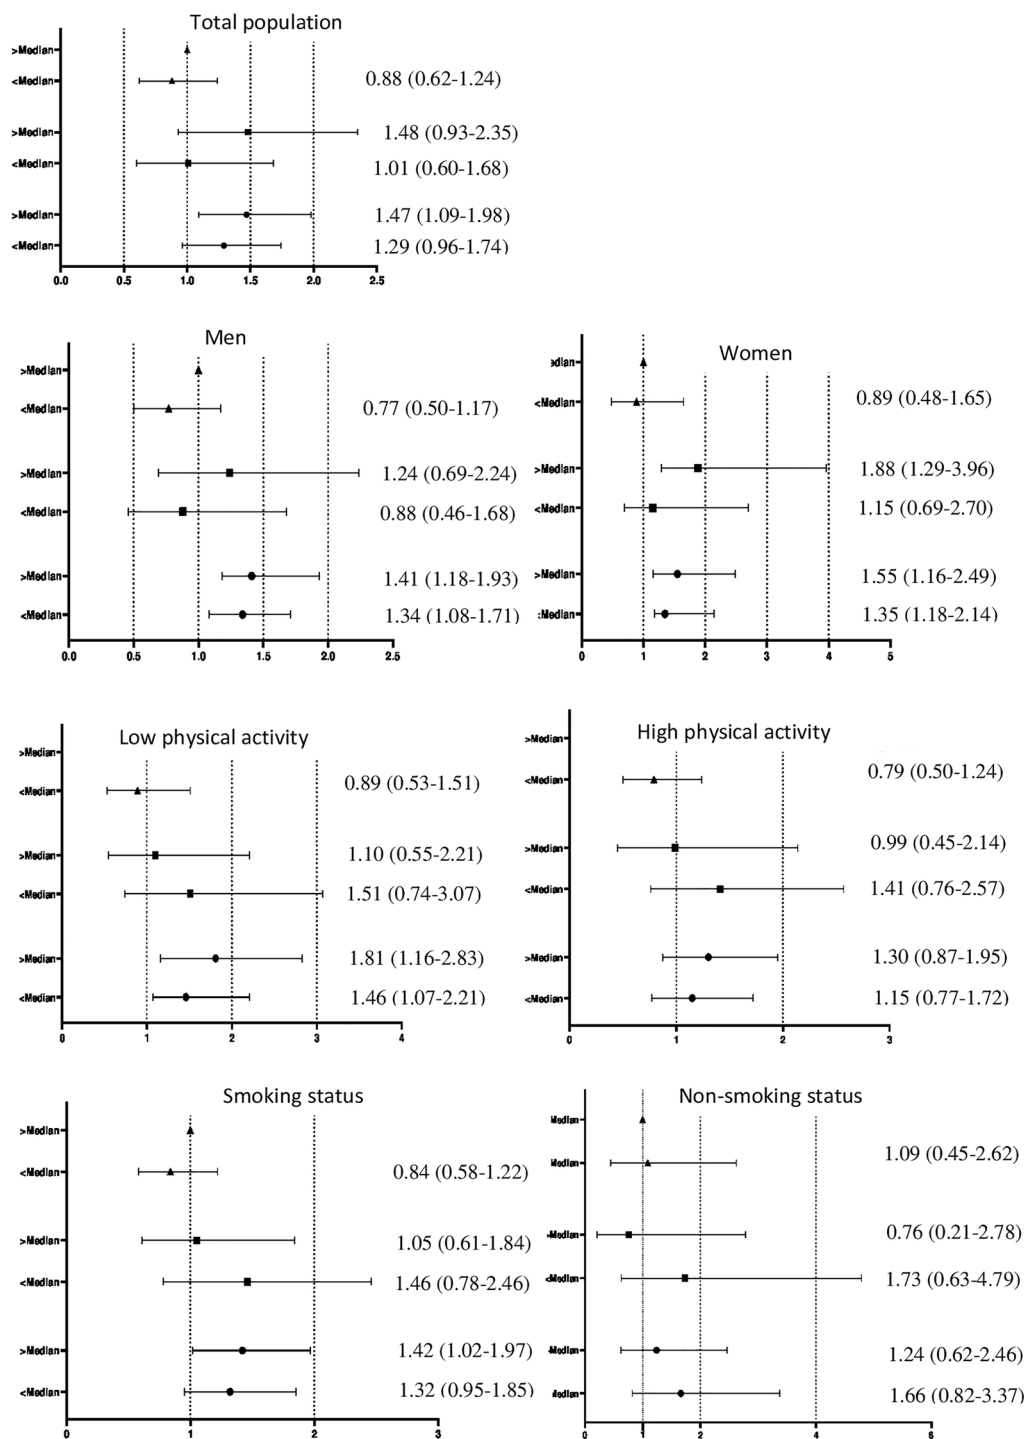 Total population
>Median
<Median 0.88 (0.62-1.24)
>Median 1.48 (0.93-2.35)
<Median 1.01 (0.60-1.68)
>Median 1.47 (1.09-1.98)
<Median 1.29 (0.96-1.74)
0.0 0.5 1.0 1.5 2.0 2.5
Men
>Median
<Median 0.77 (0.50-1.17)
>Median 1.24 (0.69-2.24)
<Median 0.88 (0.46-1.68)
>Median 1.41 (1.18-1.93)
<Median 1.34 (1.08-1.71)
0.0 0.5 1.0 1.5 2.0 2.5
Women
>dian
<Median 0.89 (0.48-1.65)
>Median 1.88 (1.29-3.96)
<Median 1.15 (0.69-2.70)
>Median 1.55 (1.16-2.49)
:Median 1.35 (1.18-2.14)
0 1 2 3 4 5
Low physical activity
>Median
<Median 0.89 (0.53-1.51)
>Median 1.10 (0.55-2.21)
<Median 1.51 (0.74-3.07)
>Median 1.81 (1.16-2.83)
<Median 1.46 (1.07-2.21)
0 1 2 3 4
High physical activity
>Median
<Median 0.79 (0.50-1.24)
>Median 0.99 (0.45-2.14)
<Median 1.41 (0.76-2.57)
>Median 1.30 (0.87-1.95)
<Median 1.15 (0.77-1.72)
0 1 2 3
Smoking status
>Median
<Median 0.84 (0.58-1.22)
>Median 1.05 (0.61-1.84)
<Median 1.46 (0.78-2.46)
>Median 1.42 (1.02-1.97)
<Median 1.32 (0.95-1.85)
0 1 2 3
Non-smoking status
Median
Median 1.09 (0.45-2.62)
>Median 0.76 (0.21-2.78)
<Median 1.73 (0.63-4.79)
Median 1.24 (0.62-2.46)
Median 1.66 (0.82-3.37)
0 1 2 4